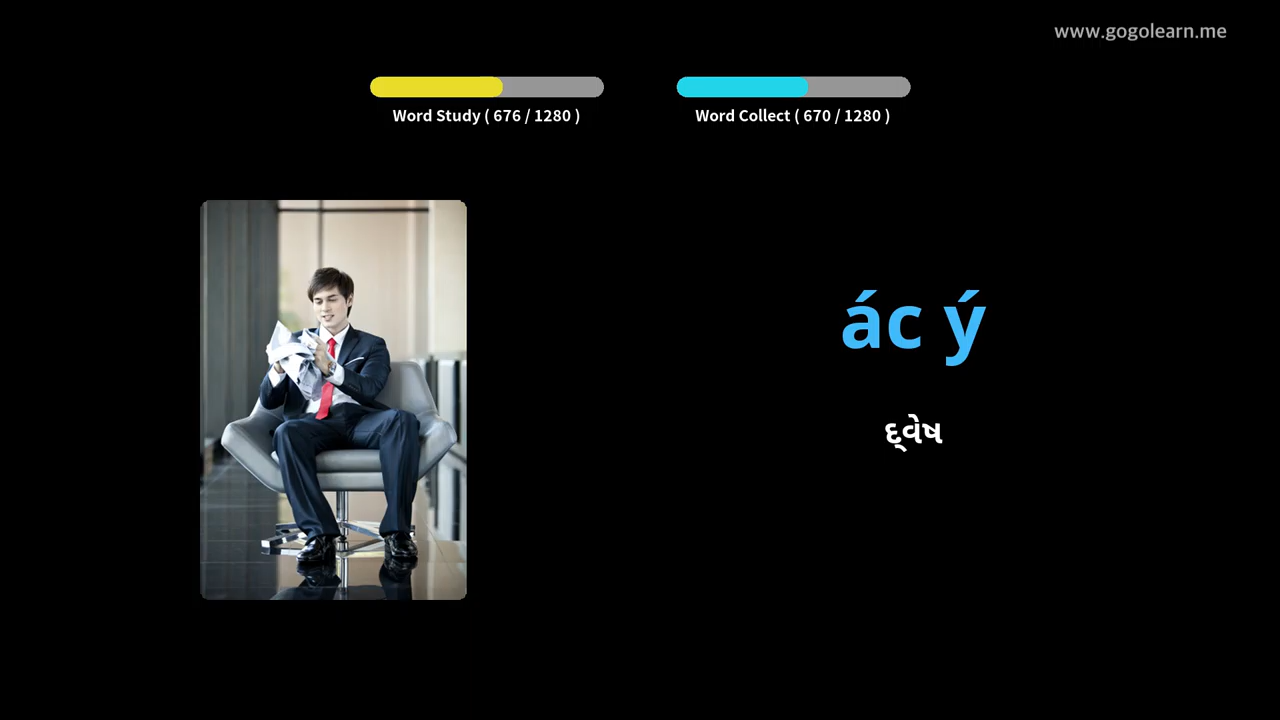 www.gogolearn.me
Word Study ( 676 / 1280 )
Word Collect ( 670 / 1280 )
ác ý
દ્વેષ